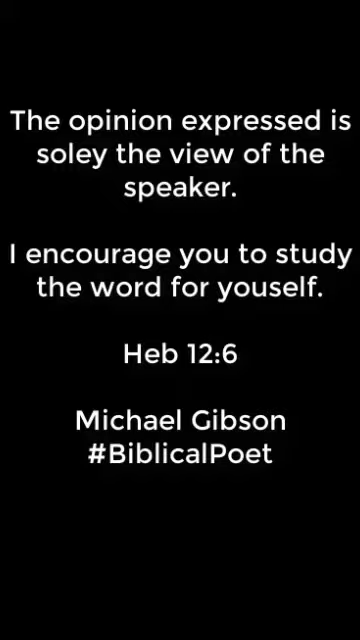 The opinion expressed is
soley the view of the
speaker.
I encourage you to study
the word for youself.
Heb 12:6
Michael Gibson
#BiblicalPoet